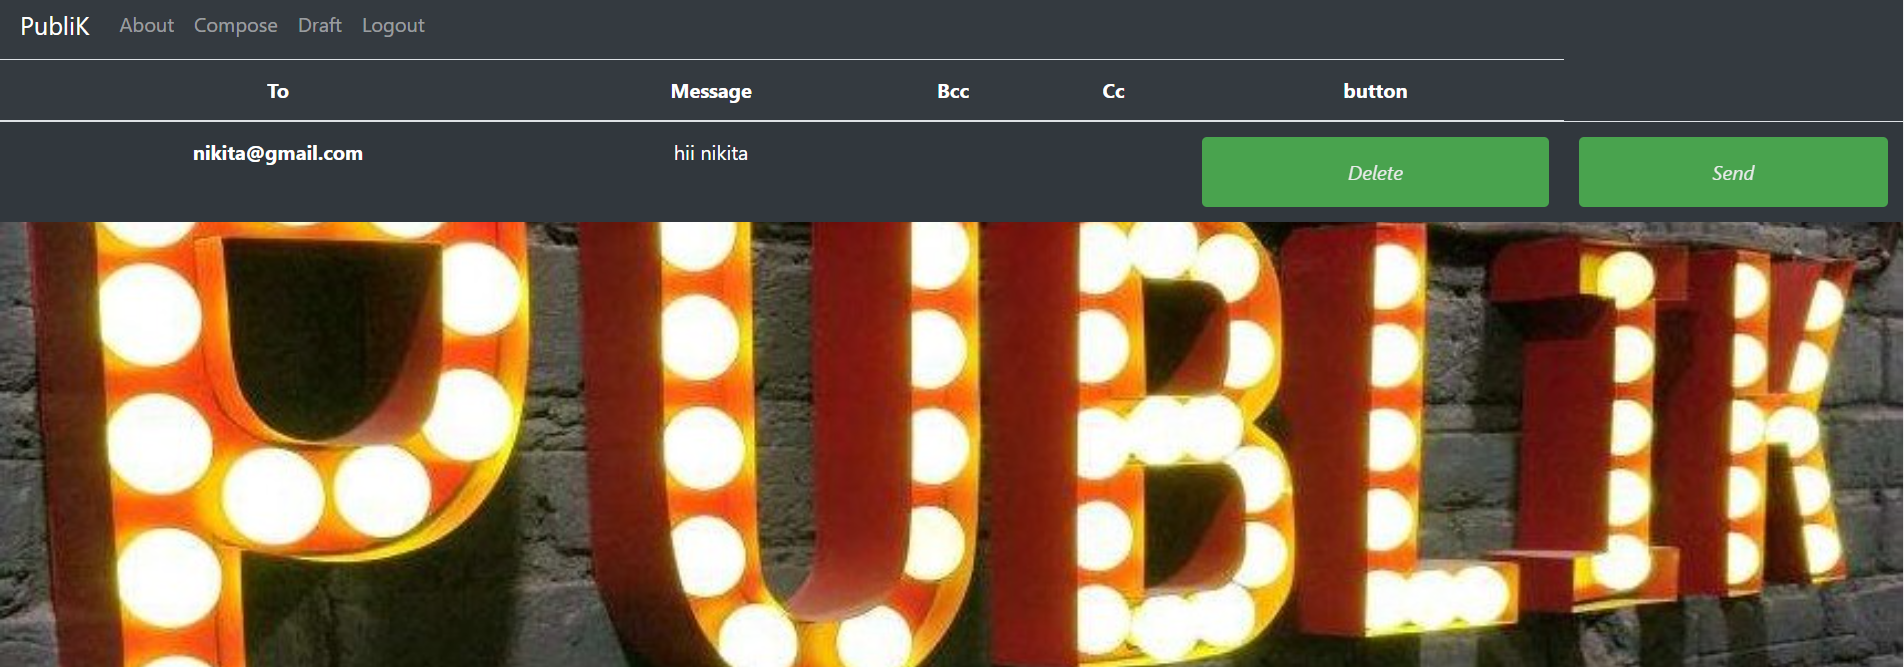 PubliK About Compose Draft Logout
To Message Bcc Cc button
nikita@gmail.com hii nikita Delete Send
PUBLIK